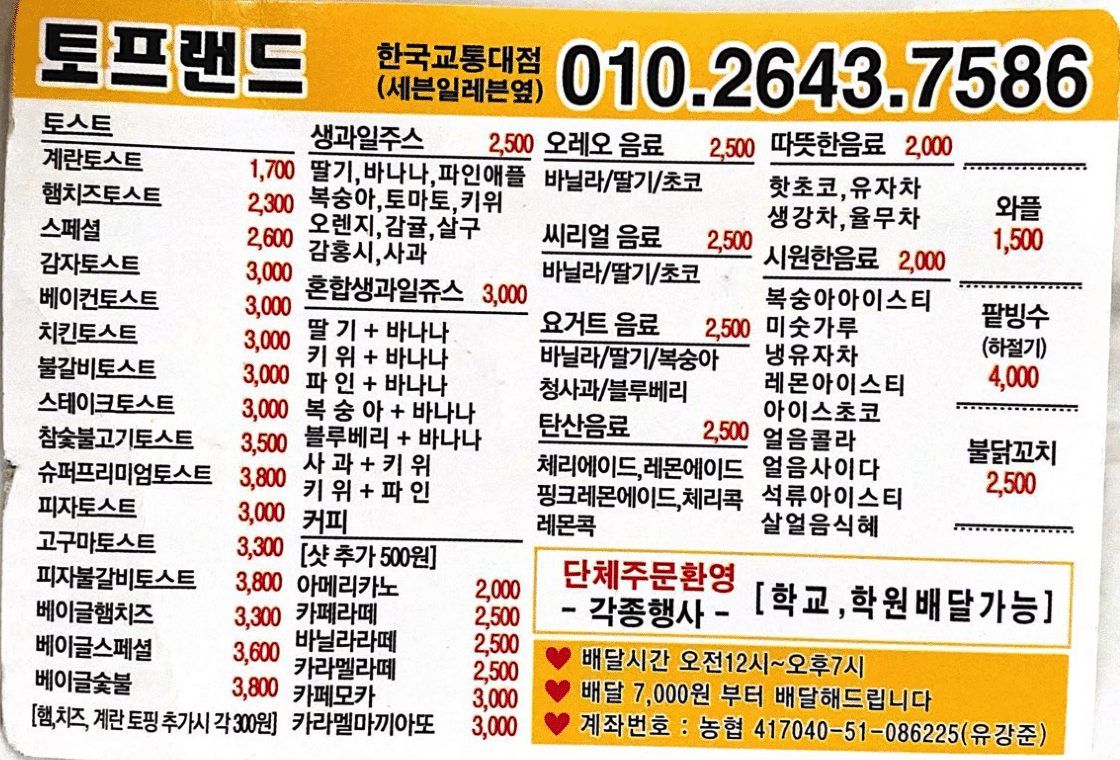 토프랜드
한국교통대점
(세븐일레븐옆)
010.2643.7586
토스트
계란토스트 1,700
햄치즈토스트 2,300
스페셜 2,600
감자토스트 3,000
베이컨토스트 3,000
치킨토스트 3,000
불갈비토스트 3,000
스테이크토스트 3,000
참숯불고기토스트 3,500
슈퍼프리미엄토스트 3,800
피자토스트 3,000
고구마토스트 3,300
피자불갈비토스트 3,800
베이글햄치즈 3,300
베이글스페셜 3,600
베이글숯불 3,800
[햄,치즈, 계란 토핑 추가시 각 300원]
생과일주스 2,500
딸기,바나나,파인애플
복숭아,토마토,키위
오렌지,감귤,살구
감홍시,사과
혼합생과일쥬스 3,000
딸 기 + 바나나
키 위 + 바나나
파 인 + 바나나
복 숭 아 + 바나나
블루베리 + 바나나
사 과 + 키 위
키 위 + 파 인
커피
[샷 추가 500원]
아메리카노 2,000
카페라떼 2,500
바닐라라떼 2,500
카라멜라떼 2,500
카페모카 3,000
카라멜마끼아또 3,000
오레오 음료 2,500
바닐라/딸기/초코
씨리얼 음료 2,500
바닐라/딸기/초코
요거트 음료 2,500
바닐라/딸기/복숭아
청사과/블루베리
탄산음료 2,500
체리에이드,레몬에이드
핑크레몬에이드,체리콕
레몬콕
따뜻한음료 2,000
핫초코,유자차
생강차,율무차
시원한음료 2,000
복숭아아이스티
미숫가루
냉유자차
레몬아이스티
아이스초코
얼음콜라
얼음사이다
석류아이스티
살얼음식혜
와플
1,500
팥빙수
(하절기)
4,000
불닭꼬치
2,500
단체주문환영
- 각종행사 -
[학교,학원배달가능]
♥ 배달시간 오전12시~오후7시
♥ 배달 7,000원 부터 배달해드립니다
♥ 계좌번호 : 농협 417040-51-086225(유강준)